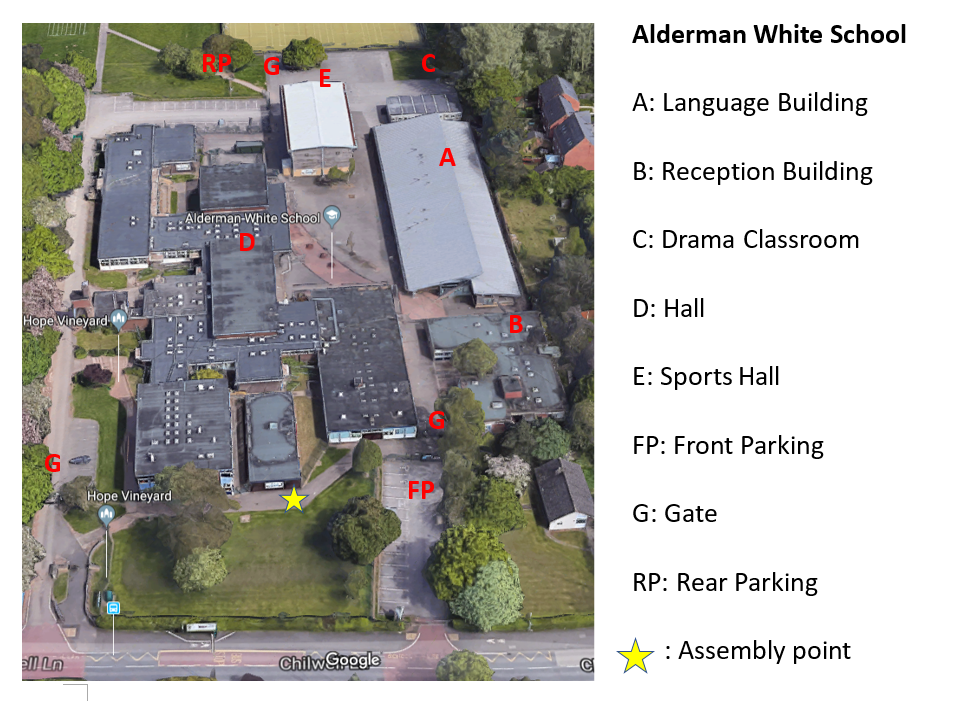 Alderman White School
A: Language Building
B: Reception Building
C: Drama Classroom
D: Hall
E: Sports Hall
FP: Front Parking
G: Gate
RP: Rear Parking
: Assembly point
RP
G
E
C
A
Alderman White School
D
Hope Vineyard
B
G
G
FP
Hope Vineyard
ell Ln
Chilw
Google